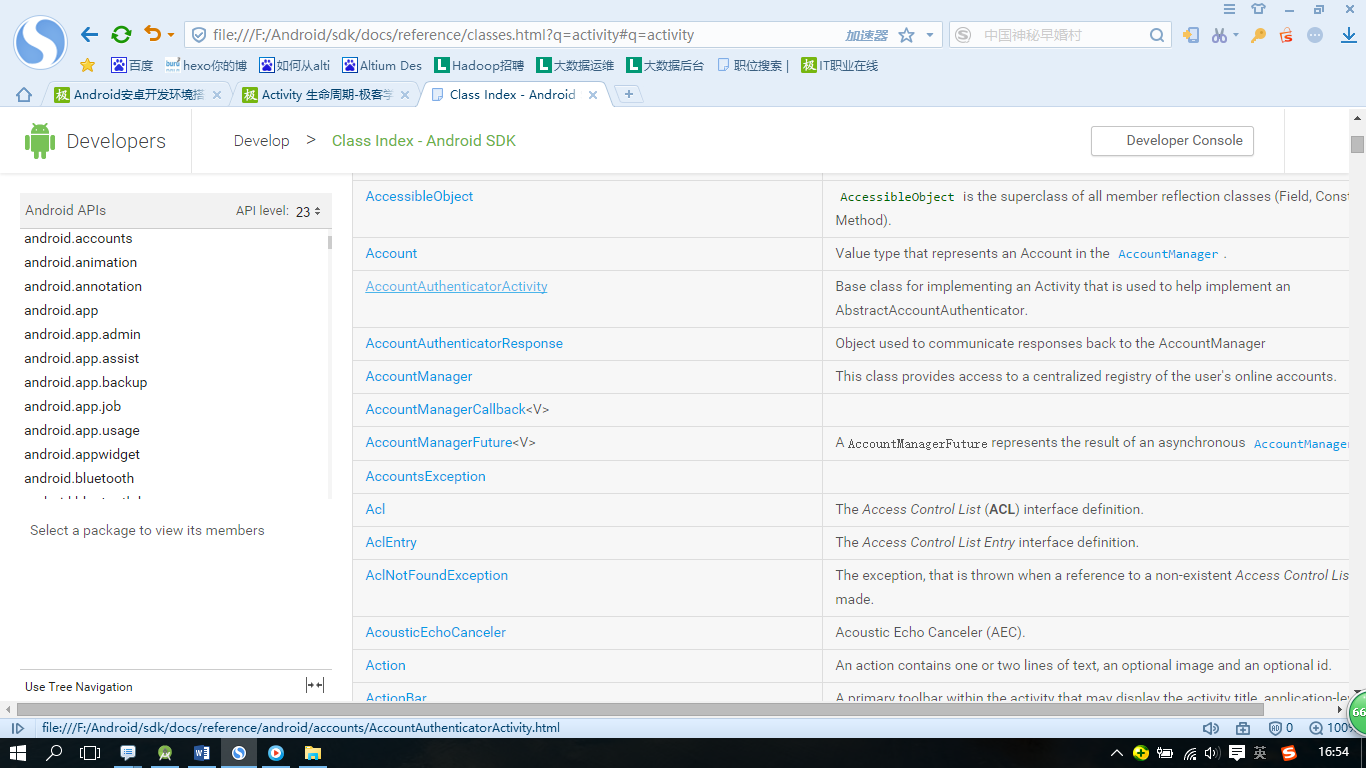 file:///F:/Android/sdk/docs/reference/classes.html?q=activity#q=activity
加速器
中国神秘早婚村
百度
hexo你的博
如何从alti
Altium Des
Hadoop招聘
大数据运维
大数据后台
职位搜索 |
IT职业在线
Android安卓开发环境搭
Activity 生命周期-极客学
Class Index - Android
Developers
Develop > Class Index - Android SDK
Developer Console
Android APIs
API level: 23
android.accounts
android.animation
android.annotation
android.app
android.app.admin
android.app.assist
android.app.backup
android.app.job
android.app.usage
android.appwidget
android.bluetooth
Select a package to view its members
Use Tree Navigation
AccessibleObject
AccessibleObject is the superclass of all member reflection classes (Field, Const
Method).
Account
Value type that represents an Account in the AccountManager .
AccountAuthenticatorActivity
Base class for implementing an Activity that is used to help implement an
AbstractAccountAuthenticator.
AccountAuthenticatorResponse
Object used to communicate responses back to the AccountManager
AccountManager
This class provides access to a centralized registry of the user's online accounts.
AccountManagerCallback<V>
AccountManagerFuture<V>
A AccountManagerFuture represents the result of an asynchronous AccountManage
AccountsException
Acl
The Access Control List (ACL) interface definition.
AclEntry
The Access Control List Entry interface definition.
AclNotFoundException
The exception, that is thrown when a reference to a non-existent Access Control Lis
made.
AcousticEchoCanceler
Acoustic Echo Canceler (AEC).
Action
An action contains one or two lines of text, an optional image and an optional id.
ActionBar
A primary toolbar within the activity that may display the activity title, application-le
file:///F:/Android/sdk/docs/reference/android/accounts/AccountAuthenticatorActivity.html
0
100%
66
英
16:54